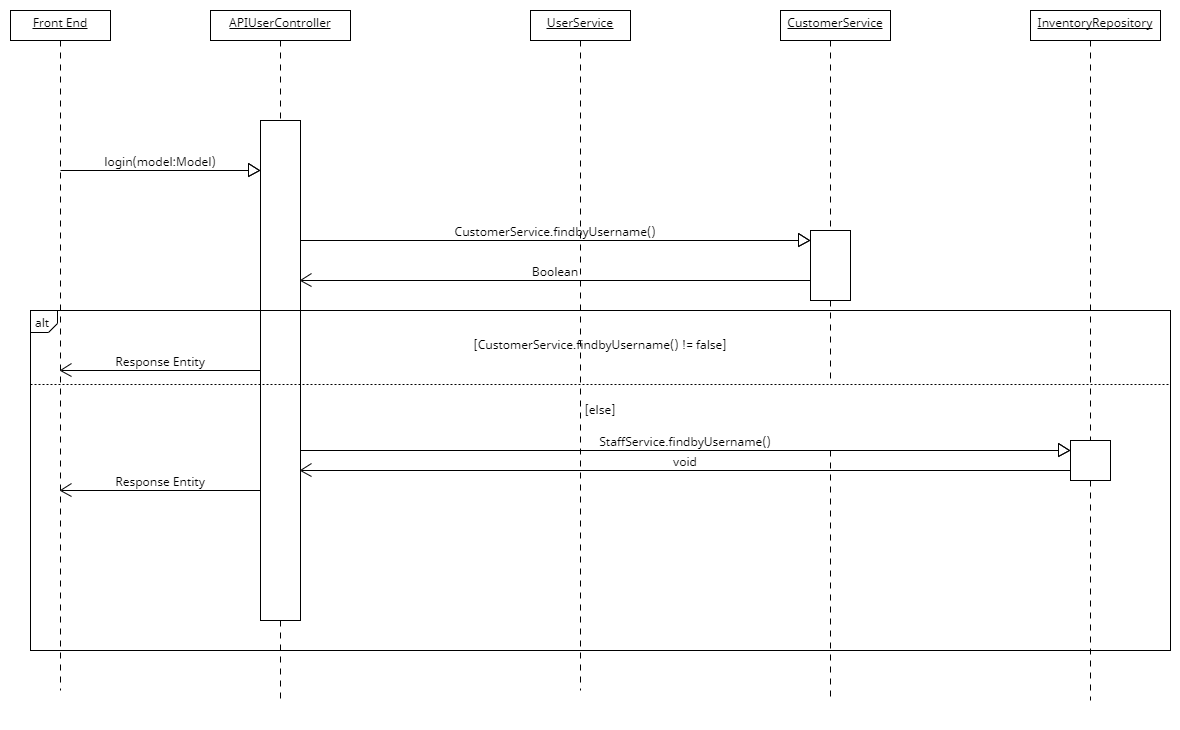 Front End
APIUserController
UserService
CustomerService
InventoryRepository
login(model:Model)
CustomerService.findbyUsername()
Boolean
alt
[CustomerService.findbyUsername() != false]
Response Entity
[else]
StaffService.findbyUsername()
void
Response Entity